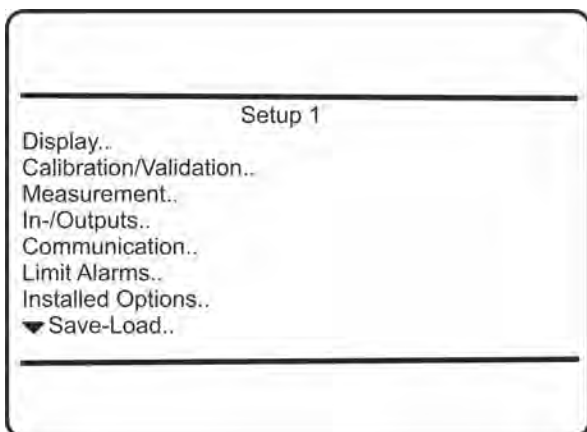 Setup 1
Display..
Calibration/Validation..
Measurement..
In-/Outputs..
Communication..
Limit Alarms..
Installed Options..
Save-Load..